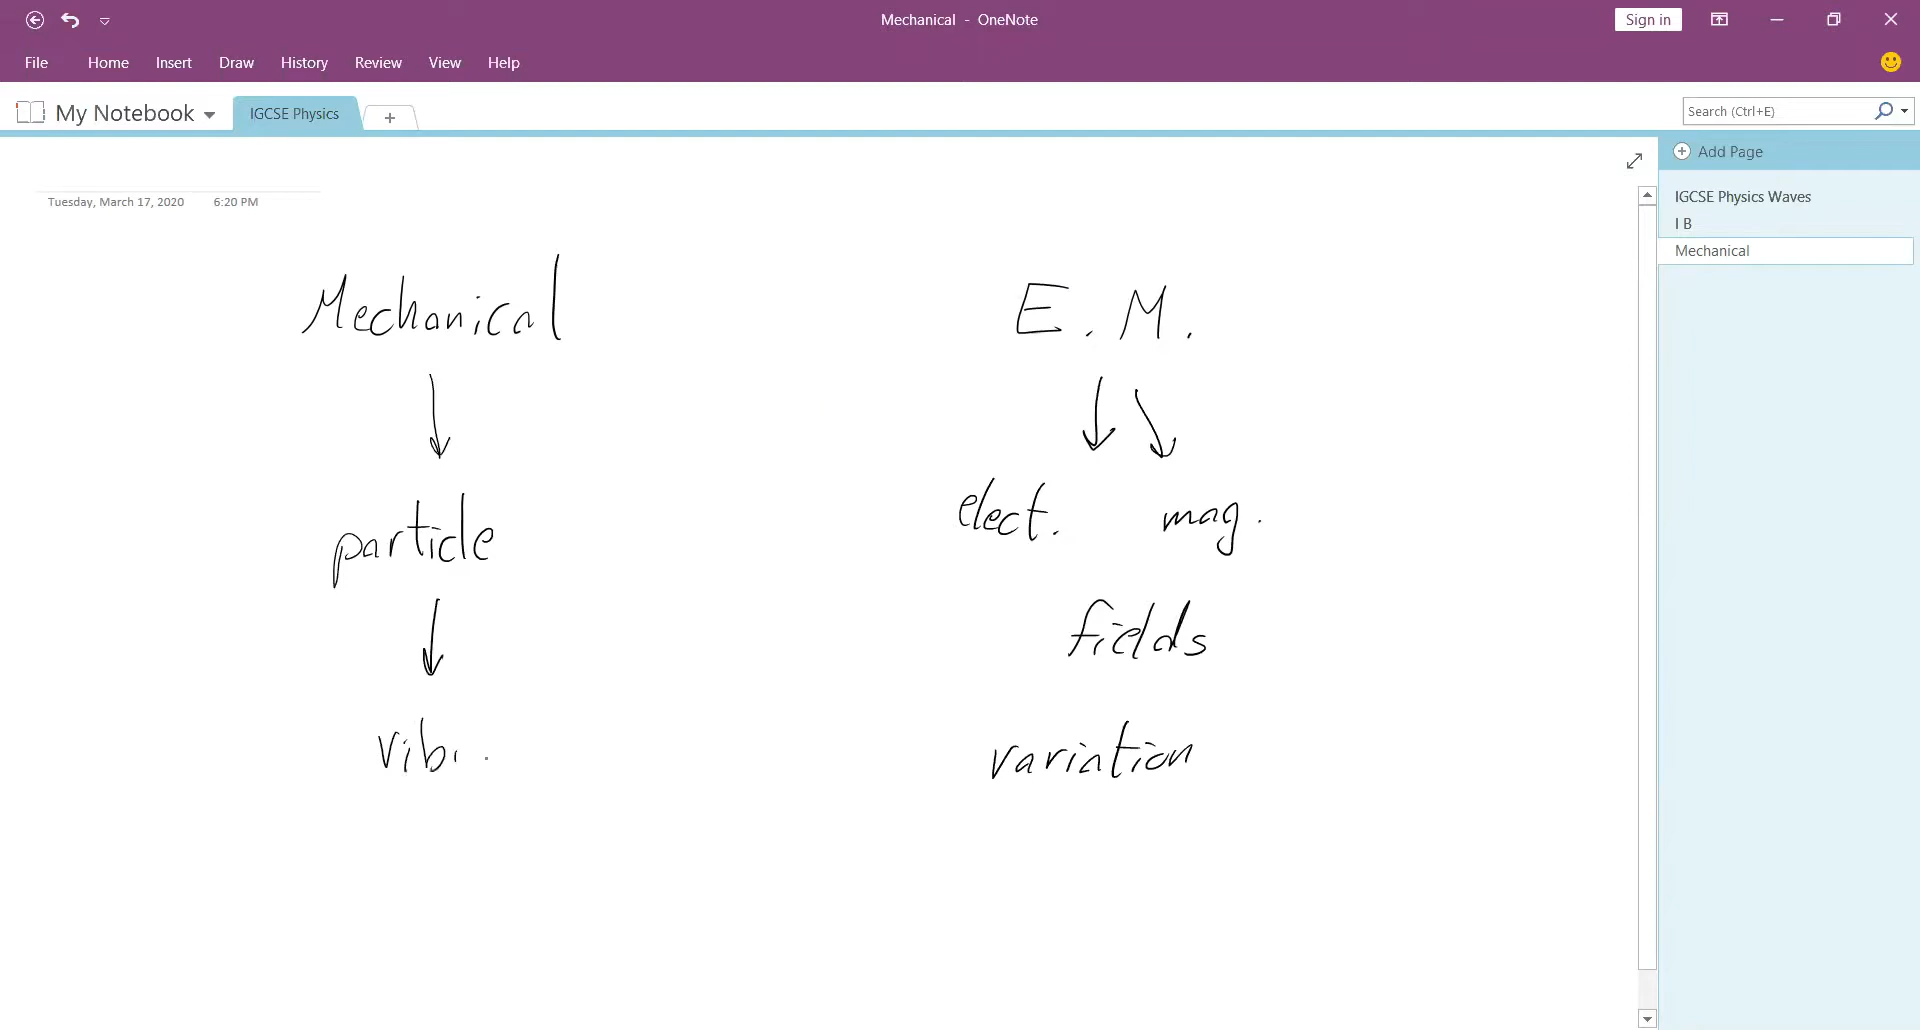 Mechanical - OneNote
Sign in
File Home Insert Draw History Review View Help
My Notebook
IGCSE Physics
+
Search (Ctrl+E)
Add Page
Tuesday, March 17, 2020 6:20 PM
IGCSE Physics Waves
I B
Mechanical
Mechanical
E. M.
particle
elect. mag.
fields
vib.
variation